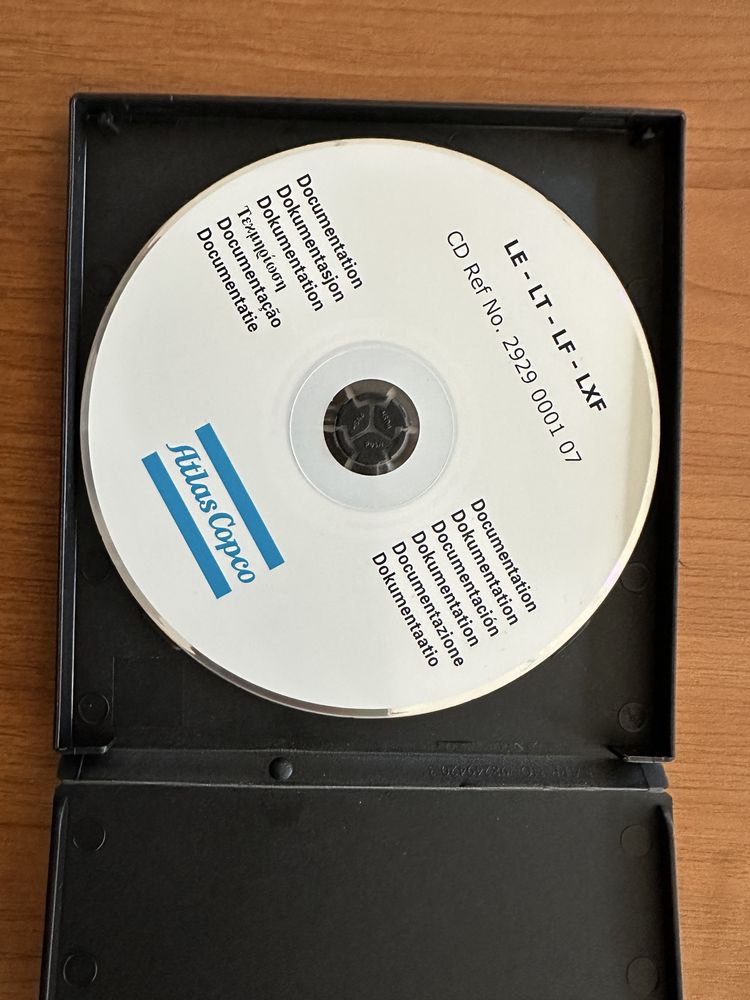 LE - LT - LF - LXF
CD Ref No. 2929 0001 07
Documentation
Dokumentasjon
Dokumentation
Τεκμηρίωση
Documentação
Documentatie
Documentation
Dokumentation
Documentación
Dokumentation
Documentazione
Dokumentaatio
Atlas Copco
PUSH